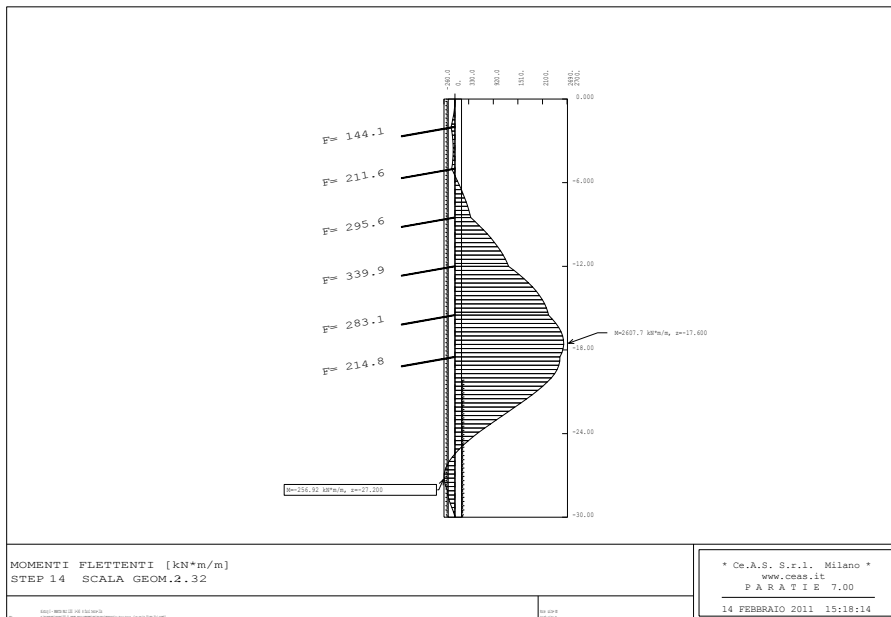 -260.0 0. 330.0 920.0 1510. 2100. 2690. 2700.
0.000
F= 144.1
F= 211.6
-6.000
F= 295.6
F= 339.9
-12.00
F= 283.1
M=2607.7 kN*m/m, z=-17.600
-18.00
F= 214.8
-24.00
M=-256.92 kN*m/m, z=-27.200
-30.00
MOMENTI FLETTENTI [kN*m/m]
STEP 14 SCALA GEOM.2.32
* Ce.A.S. S.r.l. Milano *
www.ceas.it
P A R A T I E 7.00
14 FEBBRAIO 2011 15:18:14